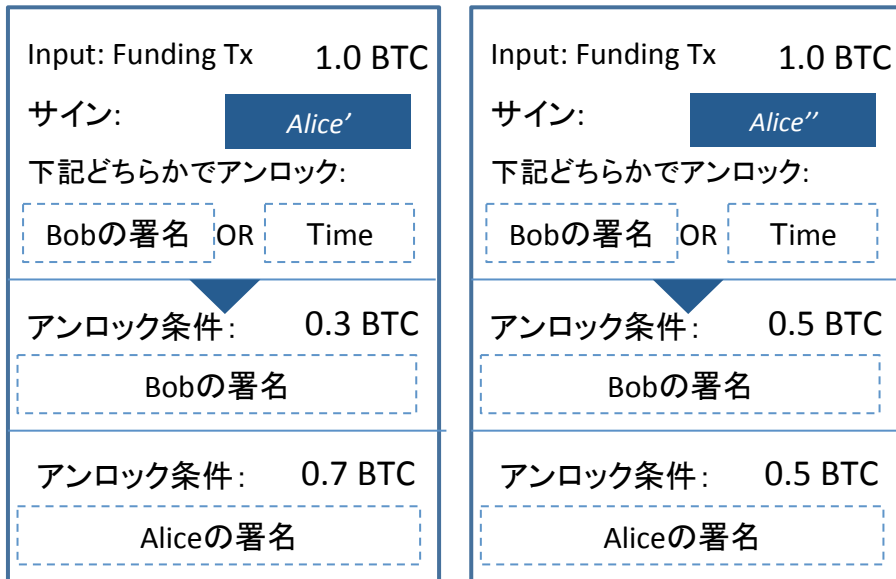 Input: Funding Tx 1.0 BTC
サイン: Alice’
下記どちらかでアンロック:
Bobの署名 OR Time
アンロック条件: 0.3 BTC
Bobの署名
アンロック条件: 0.7 BTC
Aliceの署名
Input: Funding Tx 1.0 BTC
サイン: Alice’’
下記どちらかでアンロック:
Bobの署名 OR Time
アンロック条件: 0.5 BTC
Bobの署名
アンロック条件: 0.5 BTC
Aliceの署名